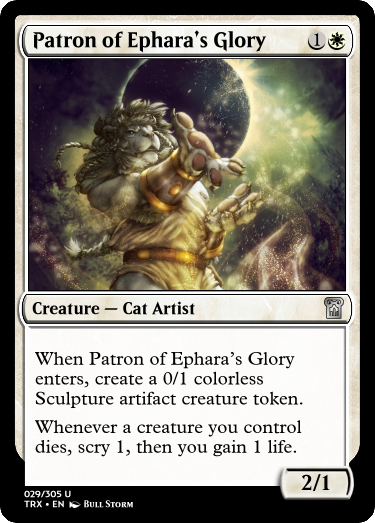 Patron of Ephara's Glory 1
Creature — Cat Artist
When Patron of Ephara's Glory
enters, create a 0/1 colorless
Sculpture artifact creature token.
Whenever a creature you control
dies, scry 1, then you gain 1 life.
2/1
029/305 U
TRX • EN Bull Storm